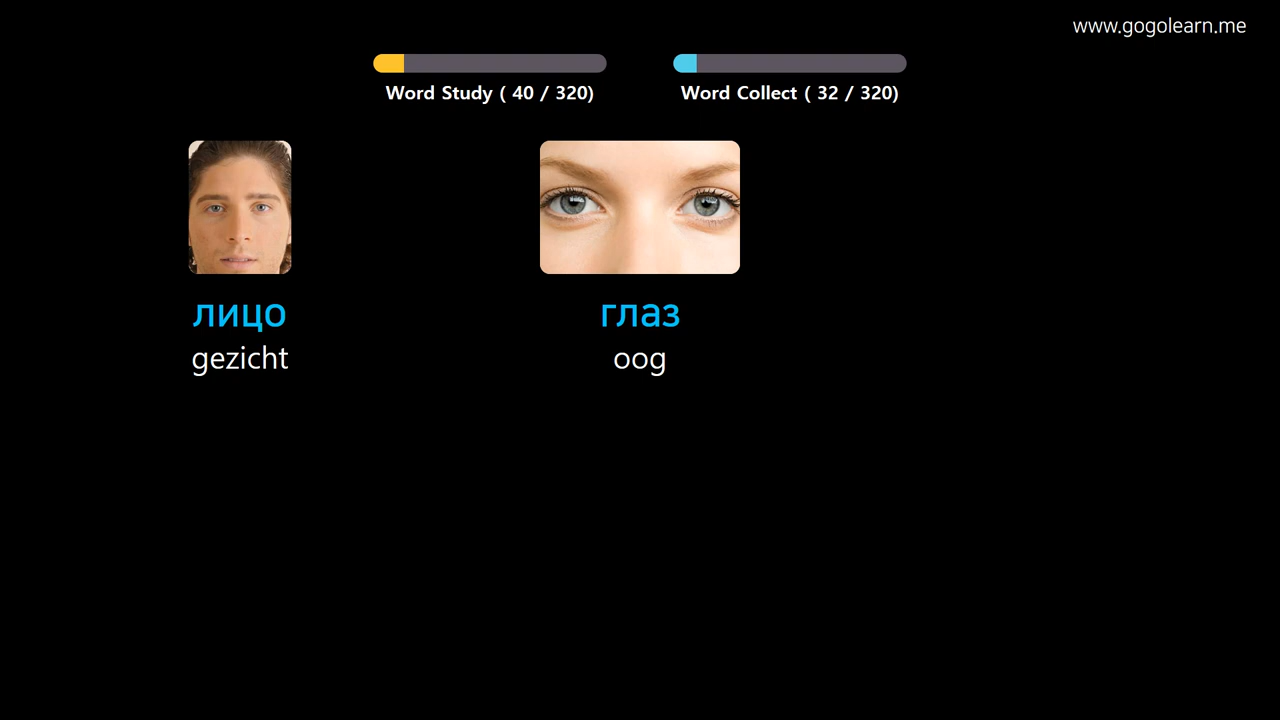 www.gogolearn.me
Word Study ( 40 / 320)
Word Collect ( 32 / 320)
лицо
gezicht
глаз
oog